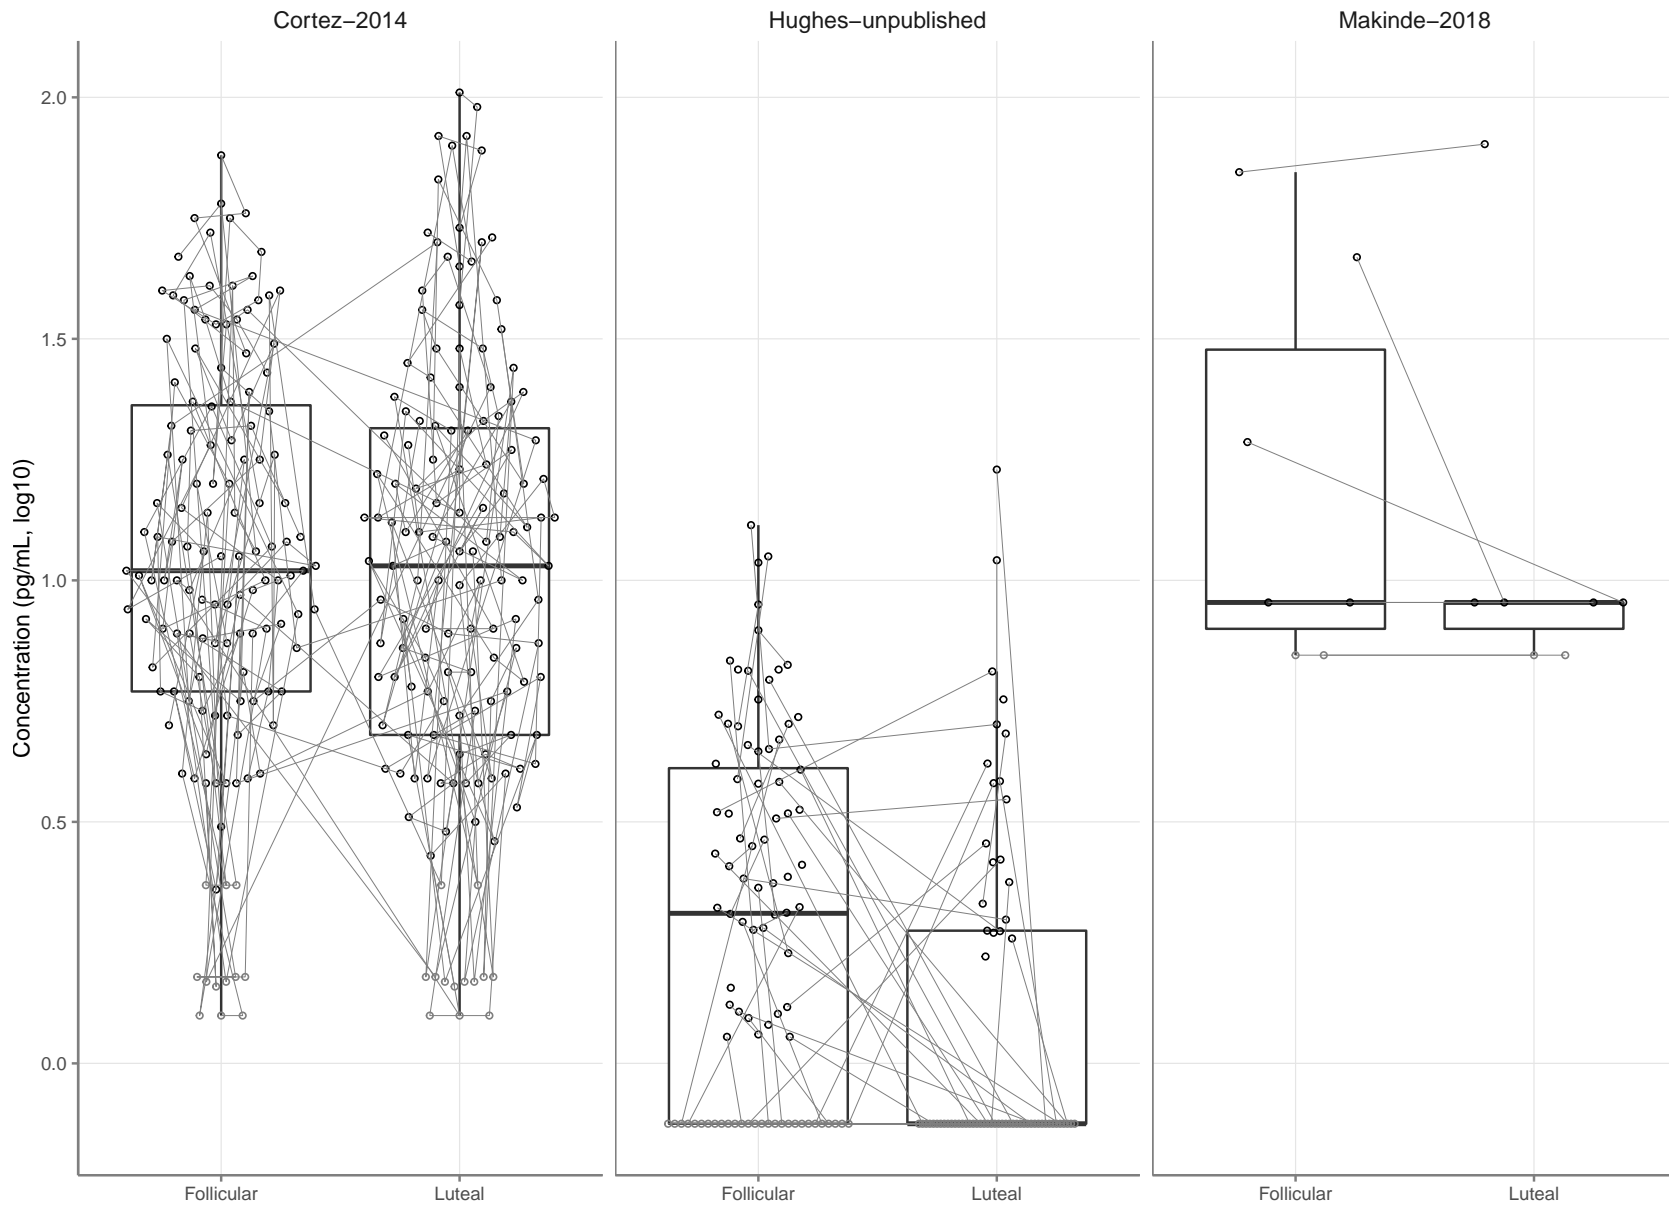 Cortez−2014 Hughes−unpublished Makinde−2018
Concentration (pg/mL, log10)
2.0
1.5
1.0
0.5
0.0
Follicular Luteal Follicular Luteal Follicular Luteal